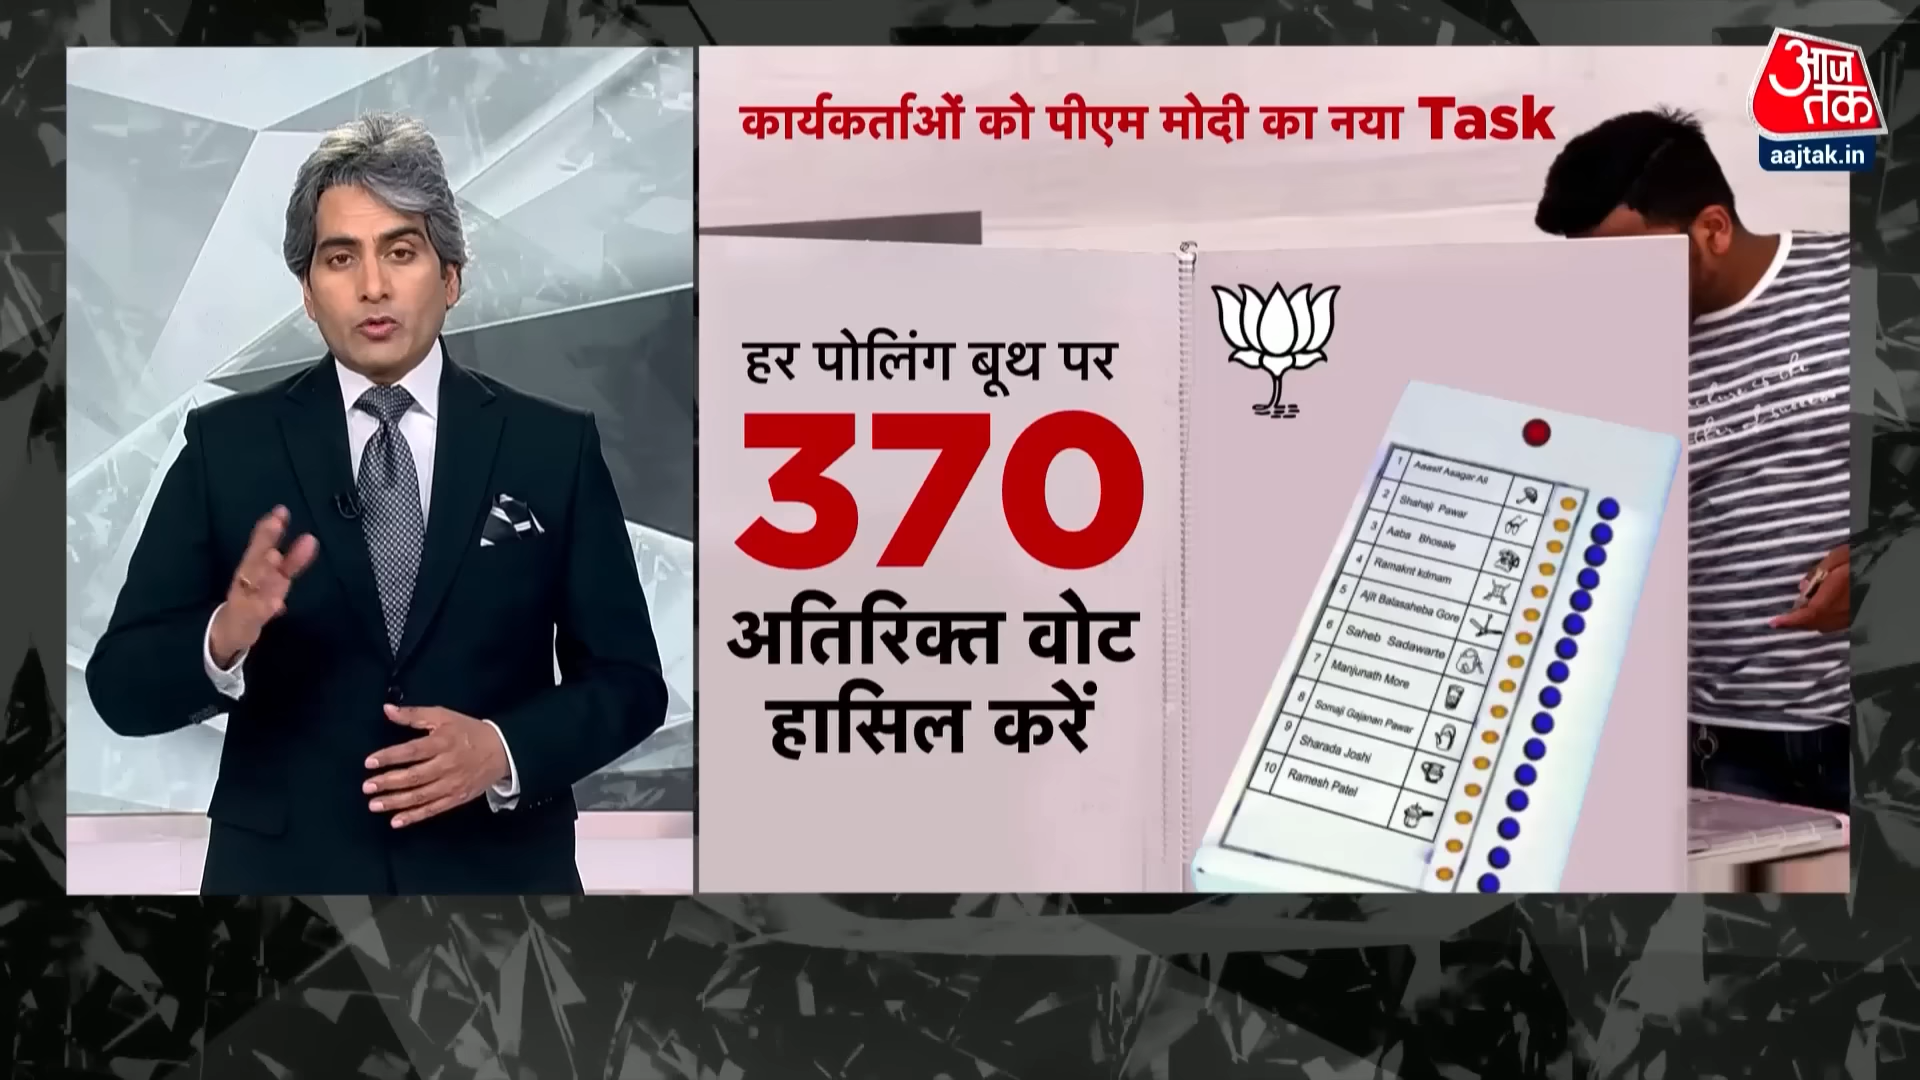 आज
तक
aajtak.in
कार्यकर्ताओं को पीएम मोदी का नया Task
हर पोलिंग बूथ पर
370
अतिरिक्त वोट
हासिल करें
1 Aaasif Asagar Ali
2 Shahaji Pawar
3 Aaba Bhosale
4 Ramaknt kdmam
5 Ajit Balasaheba Gore
6 Saheb Sadawarte
7 Manjunath More
8 Somaji Gajanan Pawar
9 Sharada Joshi
10 Ramesh Patel